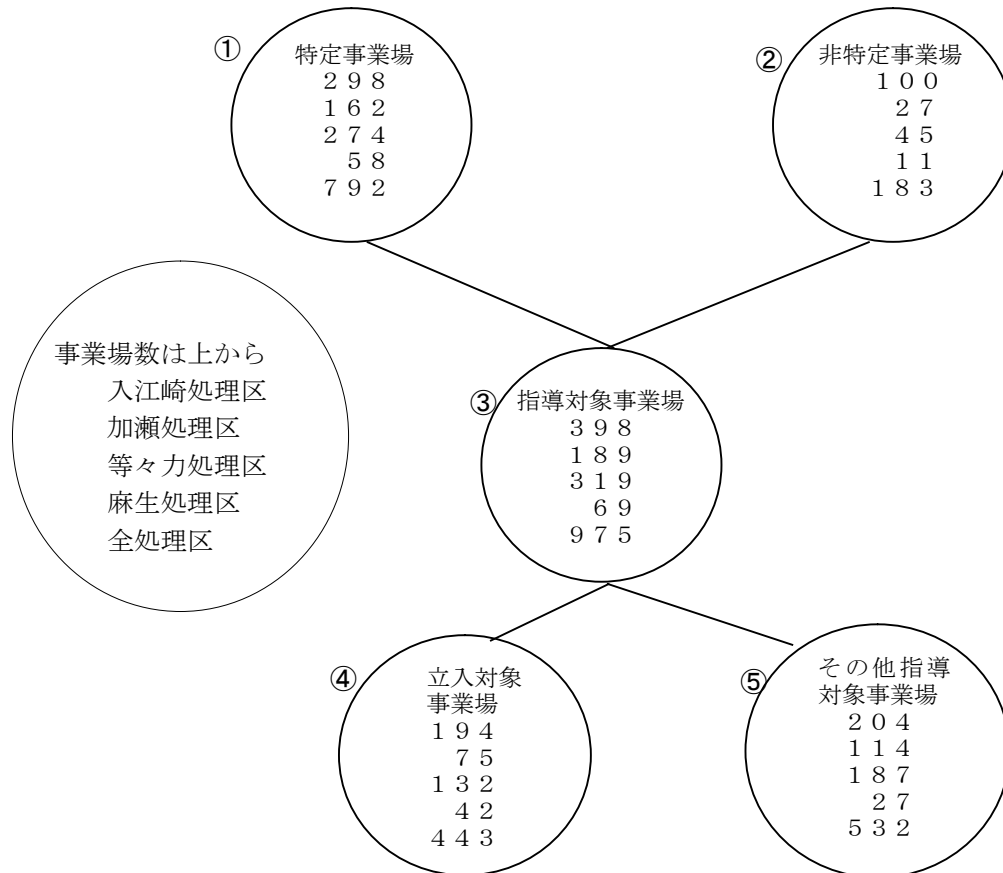 ①
特定事業場
２９８
１６２
２７４
５８
７９２
②
非特定事業場
１００
２７
４５
１１
１８３
事業場数は上から
入江崎処理区
加瀬処理区
等々力処理区
麻生処理区
全処理区
③
指導対象事業場
３９８
１８９
３１９
６９
９７５
④
立入対象
事業場
１９４
７５
１３２
４２
４４３
⑤
その他指導
対象事業場
２０４
１１４
１８７
２７
５３２